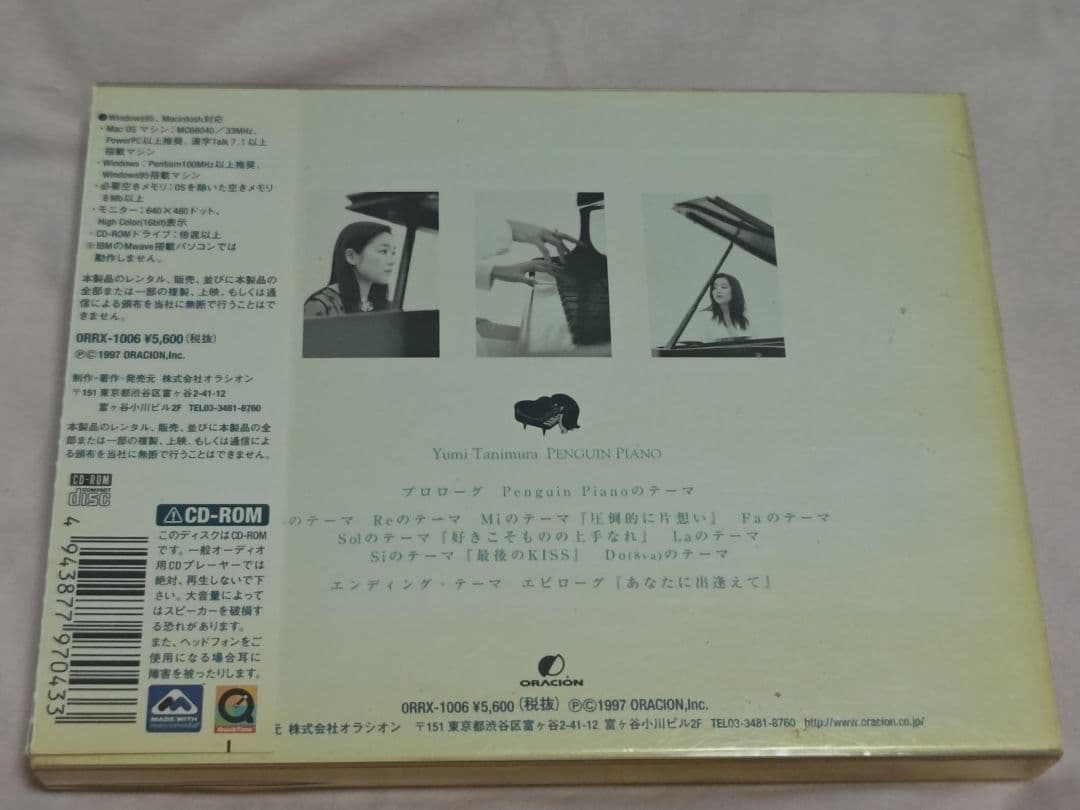 ●Windows95、Macintosh対応
・Mac OS マシン：MC68040／33MHz、
PowerPC以上推奨、漢字Talk 7.1以上
搭載マシン
・Windows：Pentium100MHz以上推奨、
Windows95搭載マシン
・必要空きメモリ：OSを除いた空きメモリ
8Mb以上
・モニター：640×480ドット、
High Color(16bit)表示
・CD-ROMドライブ：倍速以上
※IBMのMwave搭載パソコンでは
動作しません。
本製品のレンタル、販売、並びに本製品の
全部または一部の複製、上映、もしくは通
信による頒布を当社に無断で行うことはで
きません。
ORRX-1006 ¥5,600(税抜)
ⓅⒸ1997 ORACION,Inc.
制作・著作・発売元 株式会社オラシオン
〒151 東京都渋谷区富ヶ谷2-41-12
富ヶ谷小川ビル2F TEL03-3481-8760
本製品のレンタル、販売、並びに本製品の全
部または一部の複製、上映、もしくは通信によ
る頒布を当社に無断で行うことはできません。
CD-ROM
COMPACT
disc
4943877970433
⚠CD-ROM
このディスクはCD-ROM
です。一般オーディオ
用CDプレーヤーでは
絶対、再生しないで下
さい。大音量によって
はスピーカーを破損す
る恐れがあります。
また、ヘッドフォンをご
使用になる場合耳に
障害を被ったりします。
MADE WITH
macromedia
QuickTime
Yumi Tanimura PENGUIN PIANO
プロローグ Penguin Pianoのテーマ
のテーマ Reのテーマ Miのテーマ『圧倒的に片想い』 Faのテーマ
Solのテーマ『好きこそものの上手なれ』 Laのテーマ
Siのテーマ『最後のKISS』 Do(8va)のテーマ
エンディング・テーマ エピローグ『あなたに出逢えて』
ORACIÓN
ORRX-1006 ¥5,600(税抜) ⓅⒸ1997 ORACION,Inc.
元 株式会社オラシオン 〒151 東京都渋谷区富ヶ谷2-41-12 富ヶ谷小川ビル2F TEL03-3481-8760 http://www.oracion.co.jp/